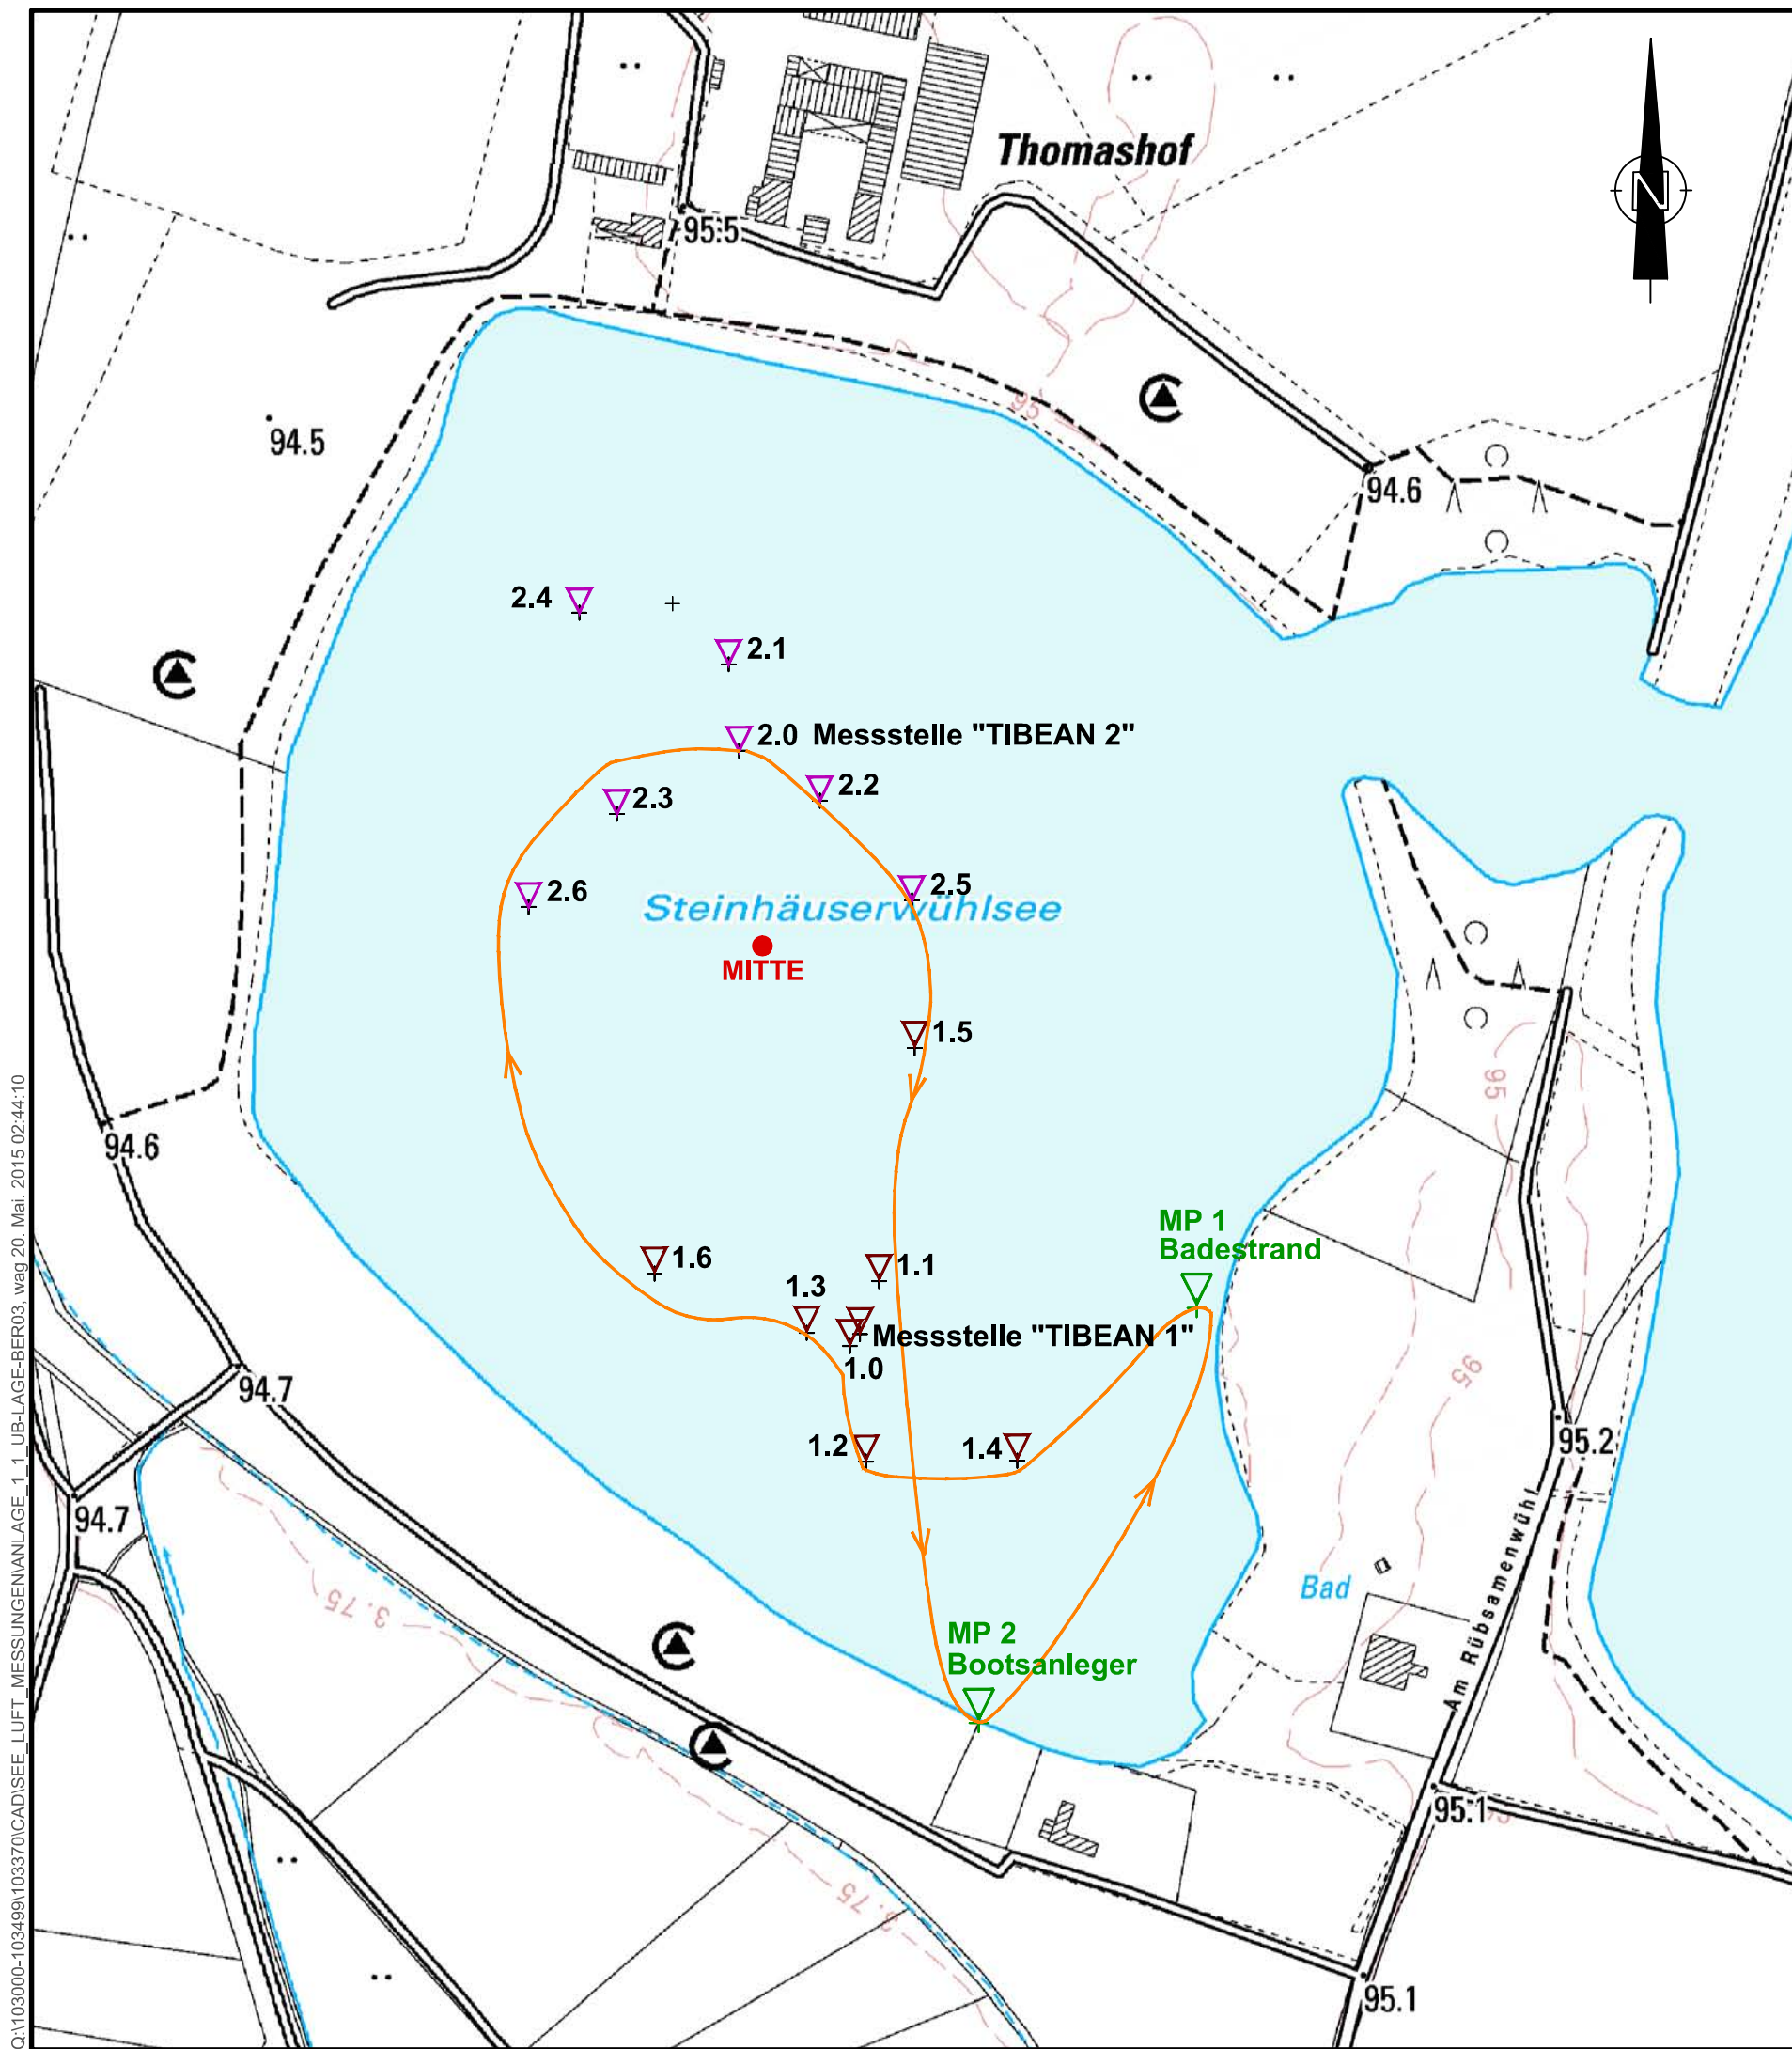 Thomashof
N
95.5
95
94.5
94.6
2.4
2.1
2.0 Messstelle "TIBEAN 2"
2.2
2.3
2.5
2.6
Steinhäuserwühlsee
MITTE
1.5
95
94.6
MP 1
Badestrand
1.6
1.1
1.3
Messstelle "TIBEAN 1"
1.0
95
94.7
1.2
1.4
95.2
94.7
Am Rübsamenwühl
Bad
3.75
MP 2
Bootsanleger
95.1
3.75
95.1
Q:\103000-103499\103370\CAD\SEE_LUFT_MESSUNGEN\ANLAGE_1_1_UB-LAGE-BER03, wag 20. Mai. 2015 02:44:10